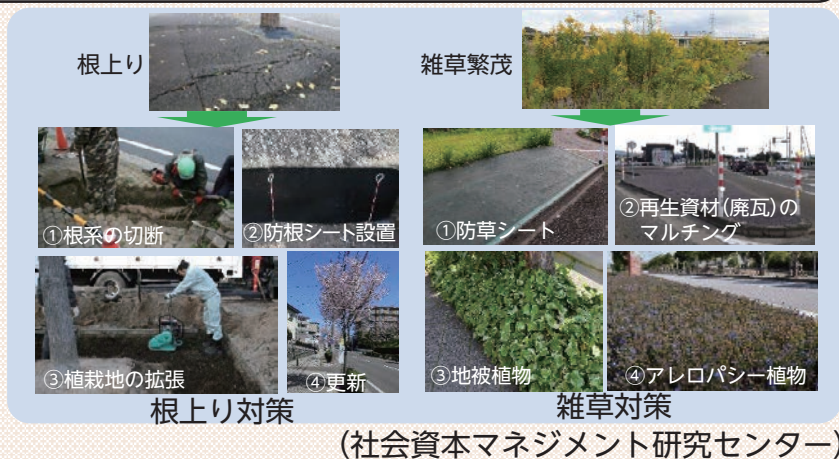 根上り
雑草繁茂
①根系の切断
②防根シート設置
③植栽地の拡張
④更新
根上り対策
①防草シート
②再生資材(廃瓦)の
マルチング
③地被植物
④アレロパシー植物
雑草対策
(社会資本マネジメント研究センター)